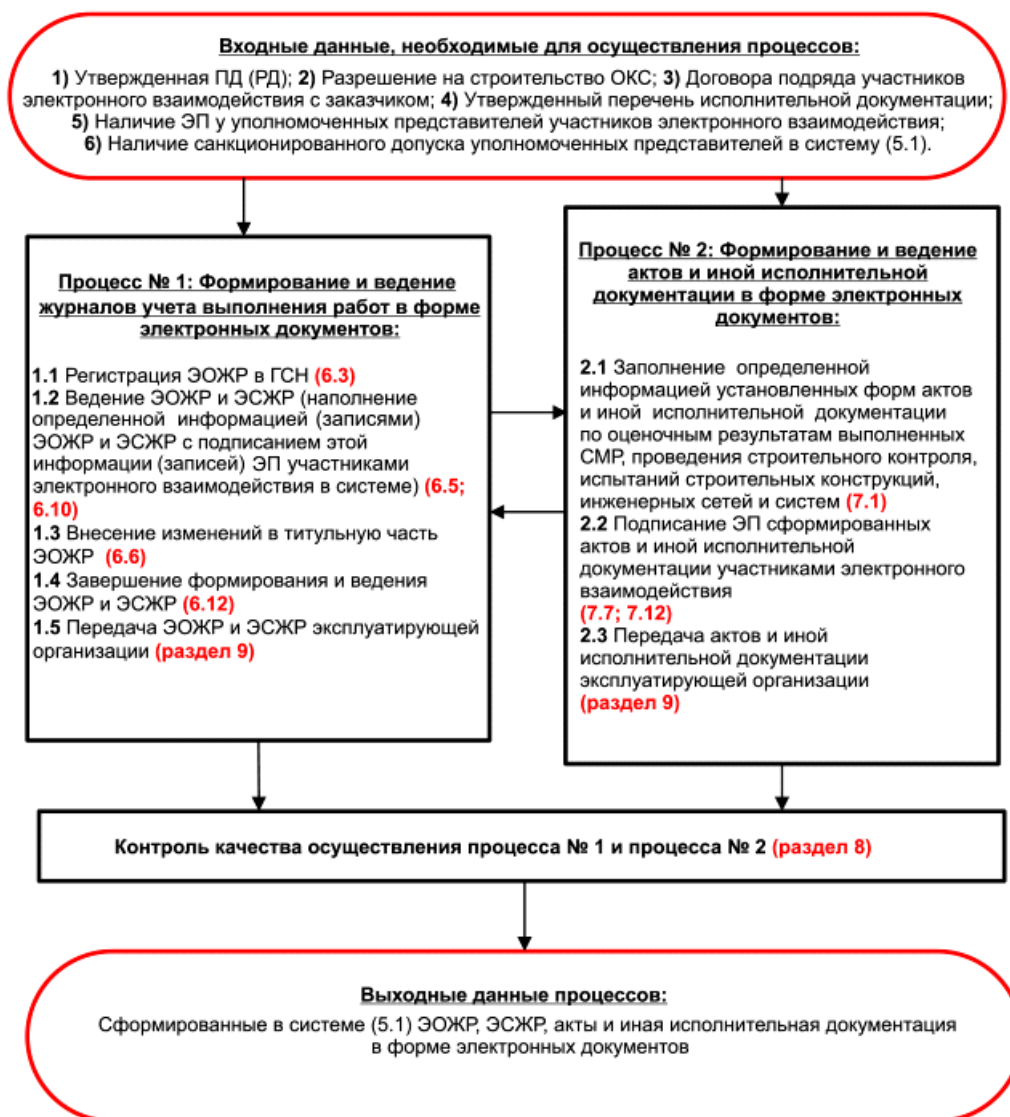 Входные данные, необходимые для осуществления процессов:
1) Утвержденная ПД (РД); 2) Разрешение на строительство ОКС; 3) Договора подряда участников
электронного взаимодействия с заказчиком; 4) Утвержденный перечень исполнительной документации;
5) Наличие ЭП у уполномоченных представителей участников электронного взаимодействия;
6) Наличие санкционированного допуска уполномоченных представителей в систему (5.1).
Процесс № 1: Формирование и ведение
журналов учета выполнения работ в форме
электронных документов:
1.1 Регистрация ЭОЖР в ГСН (6.3)
1.2 Ведение ЭОЖР и ЭСЖР (наполнение
определенной информацией (записями)
ЭОЖР и ЭСЖР с подписанием этой
информации (записей) ЭП участниками
электронного взаимодействия в системе) (6.5;
6.10)
1.3 Внесение изменений в титульную часть
ЭОЖР (6.6)
1.4 Завершение формирования и ведения
ЭОЖР и ЭСЖР (6.12)
1.5 Передача ЭОЖР и ЭСЖР эксплуатирующей
организации (раздел 9)
Процесс № 2: Формирование и ведение
актов и иной исполнительной
документации в форме электронных
документов:
2.1 Заполнение определенной
информацией установленных форм актов
и иной исполнительной документации
по оценочным результатам выполненных
СМР, проведения строительного контроля,
испытаний строительных конструкций,
инженерных сетей и систем (7.1)
2.2 Подписание ЭП сформированных
актов и иной исполнительной
документации участниками электронного
взаимодействия
(7.7; 7.12)
2.3 Передача актов и иной
исполнительной документации
эксплуатирующей организации
(раздел 9)
Контроль качества осуществления процесса № 1 и процесса № 2 (раздел 8)
Выходные данные процессов:
Сформированные в системе (5.1) ЭОЖР, ЭСЖР, акты и иная исполнительная документация
в форме электронных документов